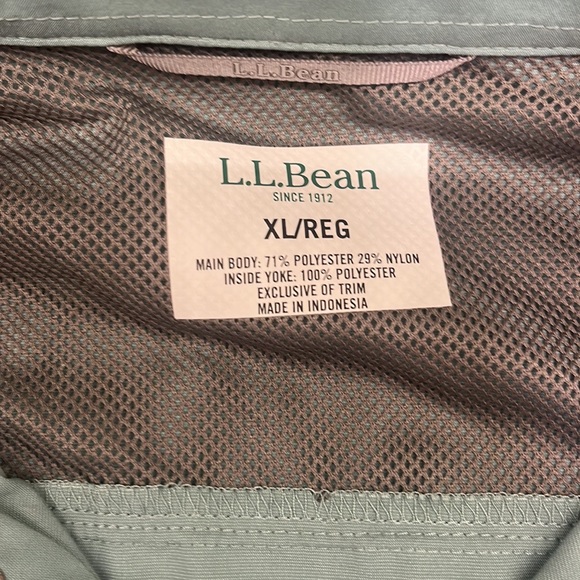 L.L.Bean
L.L.Bean
SINCE 1912
XL/REG
MAIN BODY: 71% POLYESTER 29% NYLON
INSIDE YOKE: 100% POLYESTER
EXCLUSIVE OF TRIM
MADE IN INDONESIA